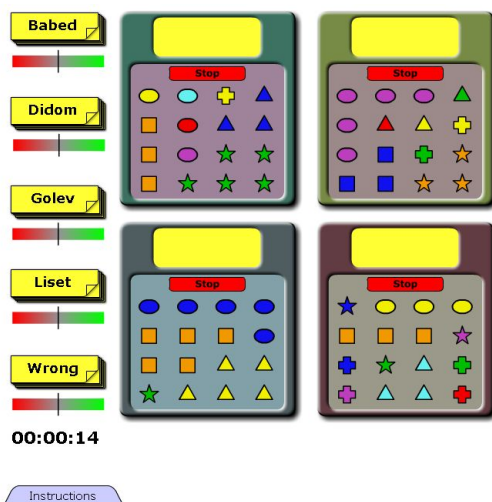 Babed
Didom
Golev
Liset
Wrong
00:00:14
Instructions
Stop
Stop
Stop
Stop